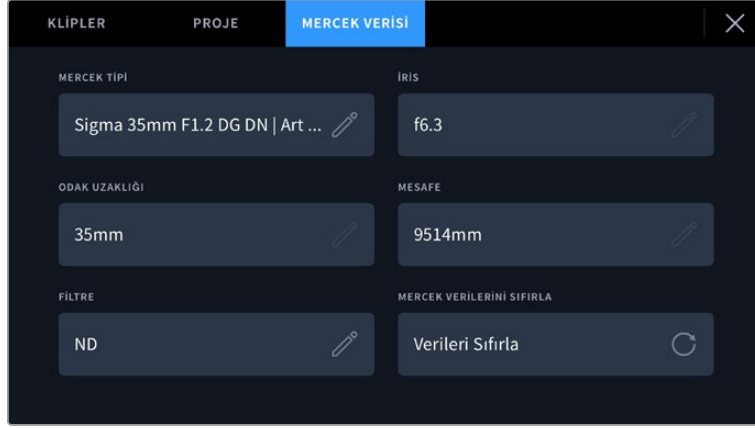 KLİPLER PROJE MERCEK VERİSİ
MERCEK TİPİ İRİS
Sigma 35mm F1.2 DG DN | Art ... f6.3
ODAK UZAKLIĞI MESAFE
35mm 9514mm
FİLTRE MERCEK VERİLERİNİ SIFIRLA
ND Verileri Sıfırla